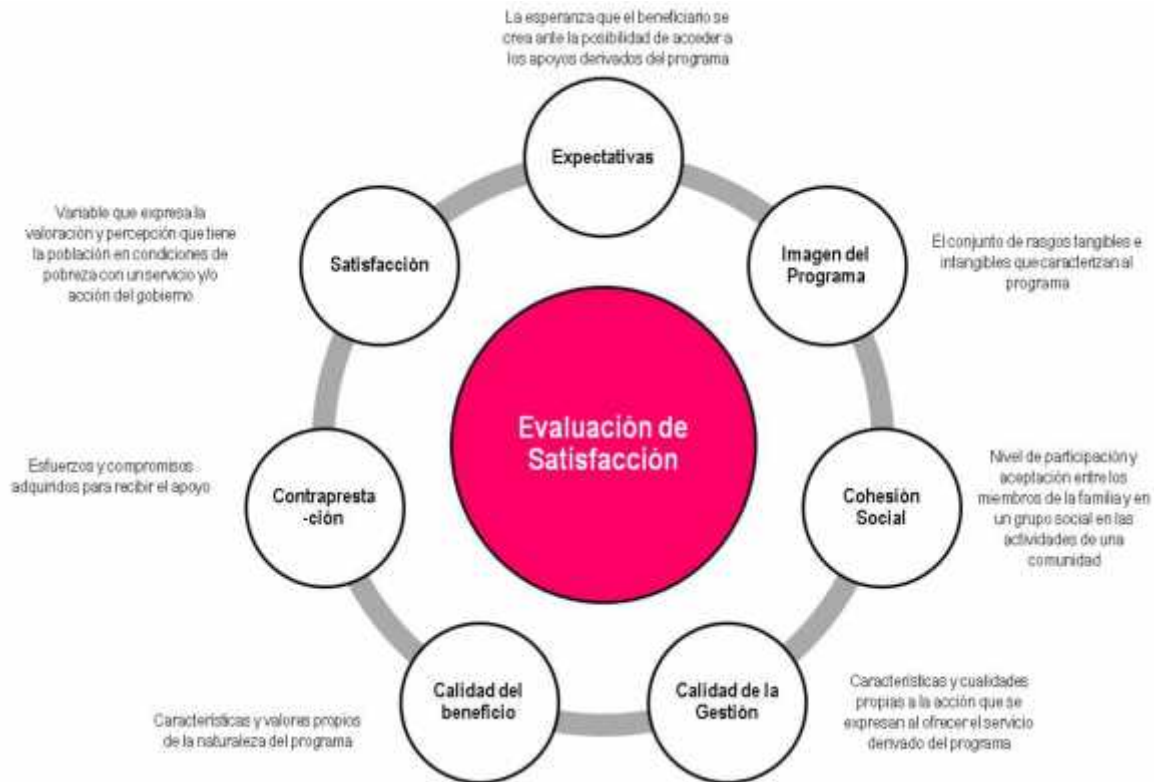 La esperanza que el beneficiario se
crea ante la posibilidad de acceder a
los apoyos derivados del programa
Expectativas
Imagen del
Programa
El conjunto de rasgos tangibles e
intangibles que caracterizan al
programa
Cohesión
Social
Nivel de participación y
aceptación entre los
miembros de la familia y en
un grupo social en las
actividades de una
comunidad
Calidad de la
Gestión
Características y cualidades
propias a la acción que se
expresan al ofrecer el servicio
derivado del programa
Calidad del
beneficio
Características y valores propios
de la naturaleza del programa
Contrapresta
-ción
Esfuerzos y compromisos
adquiridos para recibir el apoyo
Satisfacción
Variable que expresa la
valoración y percepción que tiene
la población en condiciones de
pobreza con un servicio y/o
acción del gobierno
Evaluación de
Satisfacción